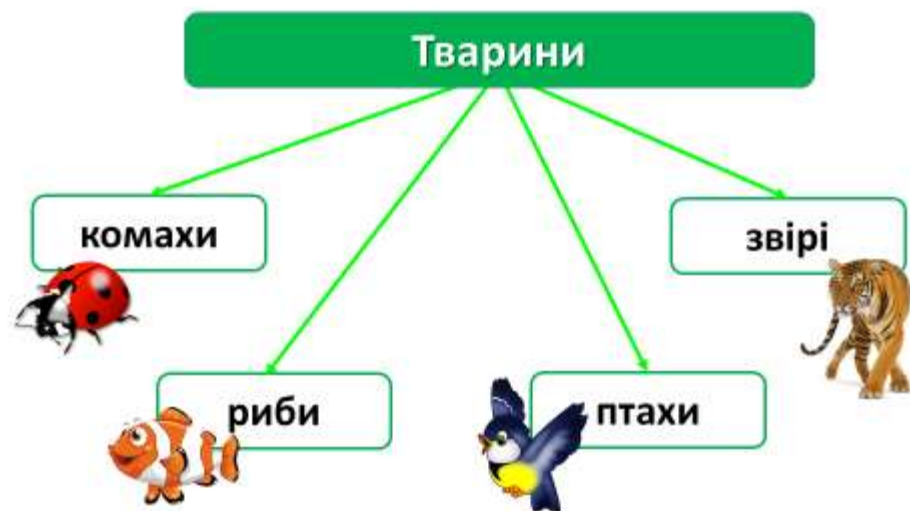 Тварини
комахи
звірі
риби
птахи